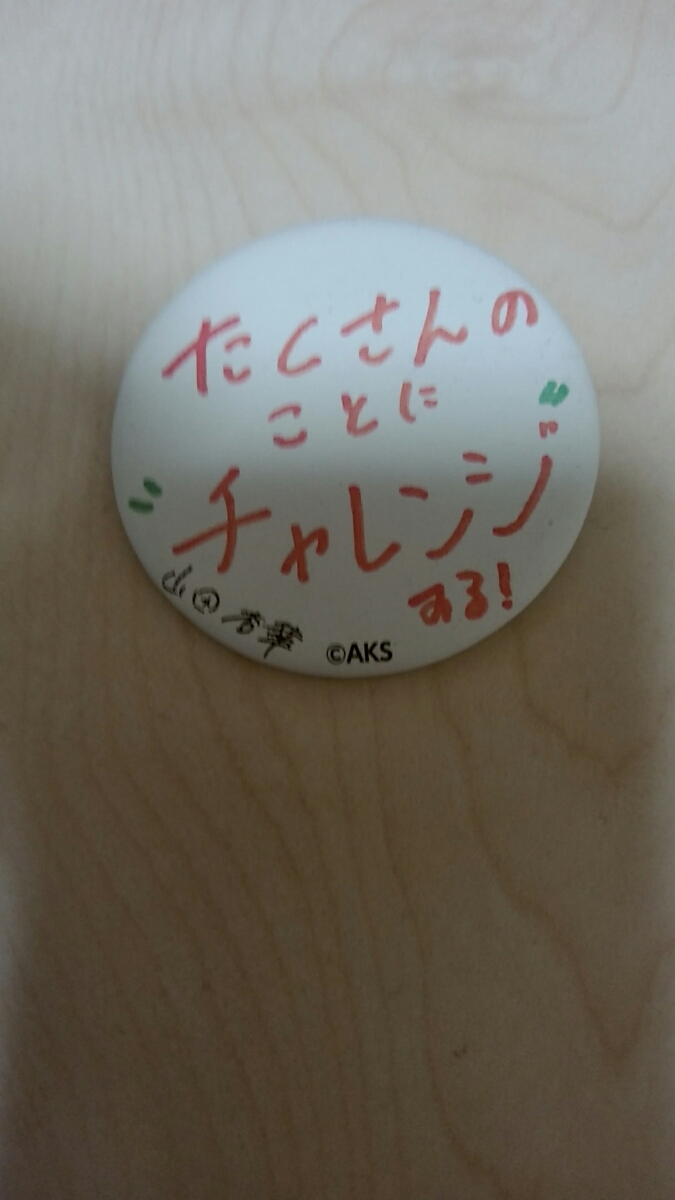 たくさんの
ことに
チャレンジ
する!
山田杏華
©AKS